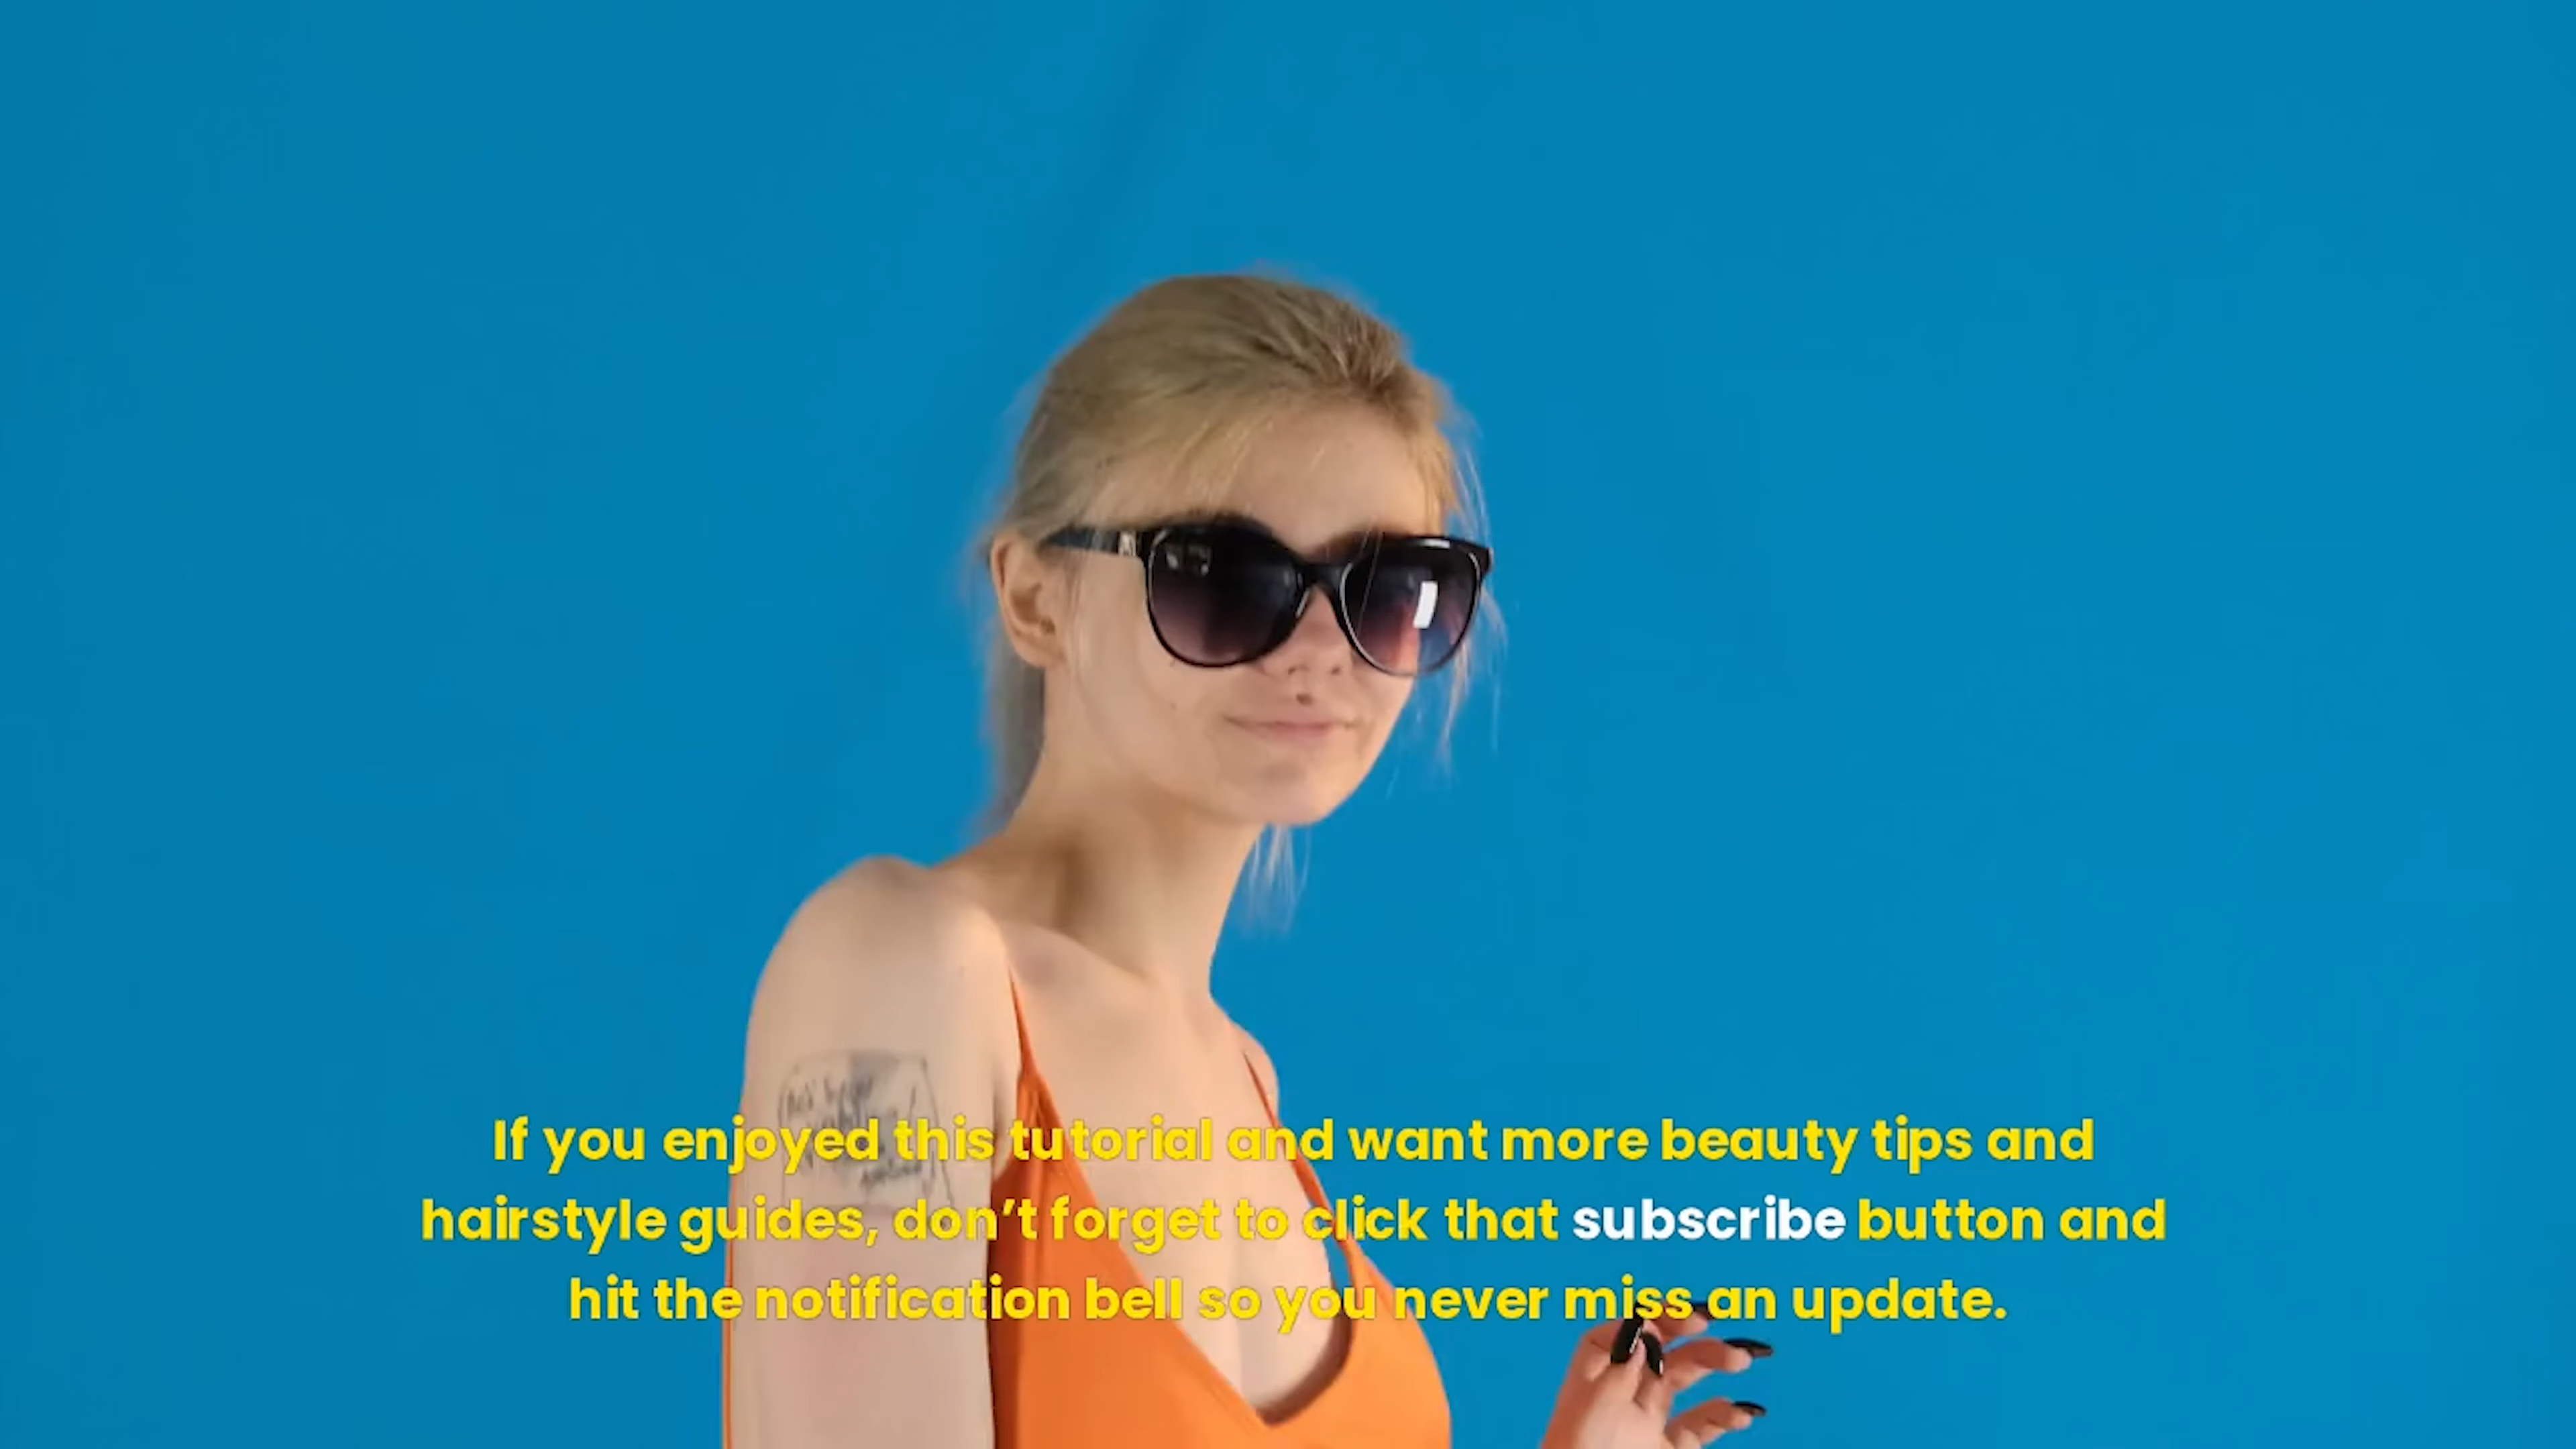 If you enjoyed this tutorial and want more beauty tips and
hairstyle guides, don’t forget to click that subscribe button and
hit the notification bell so you never miss an update.